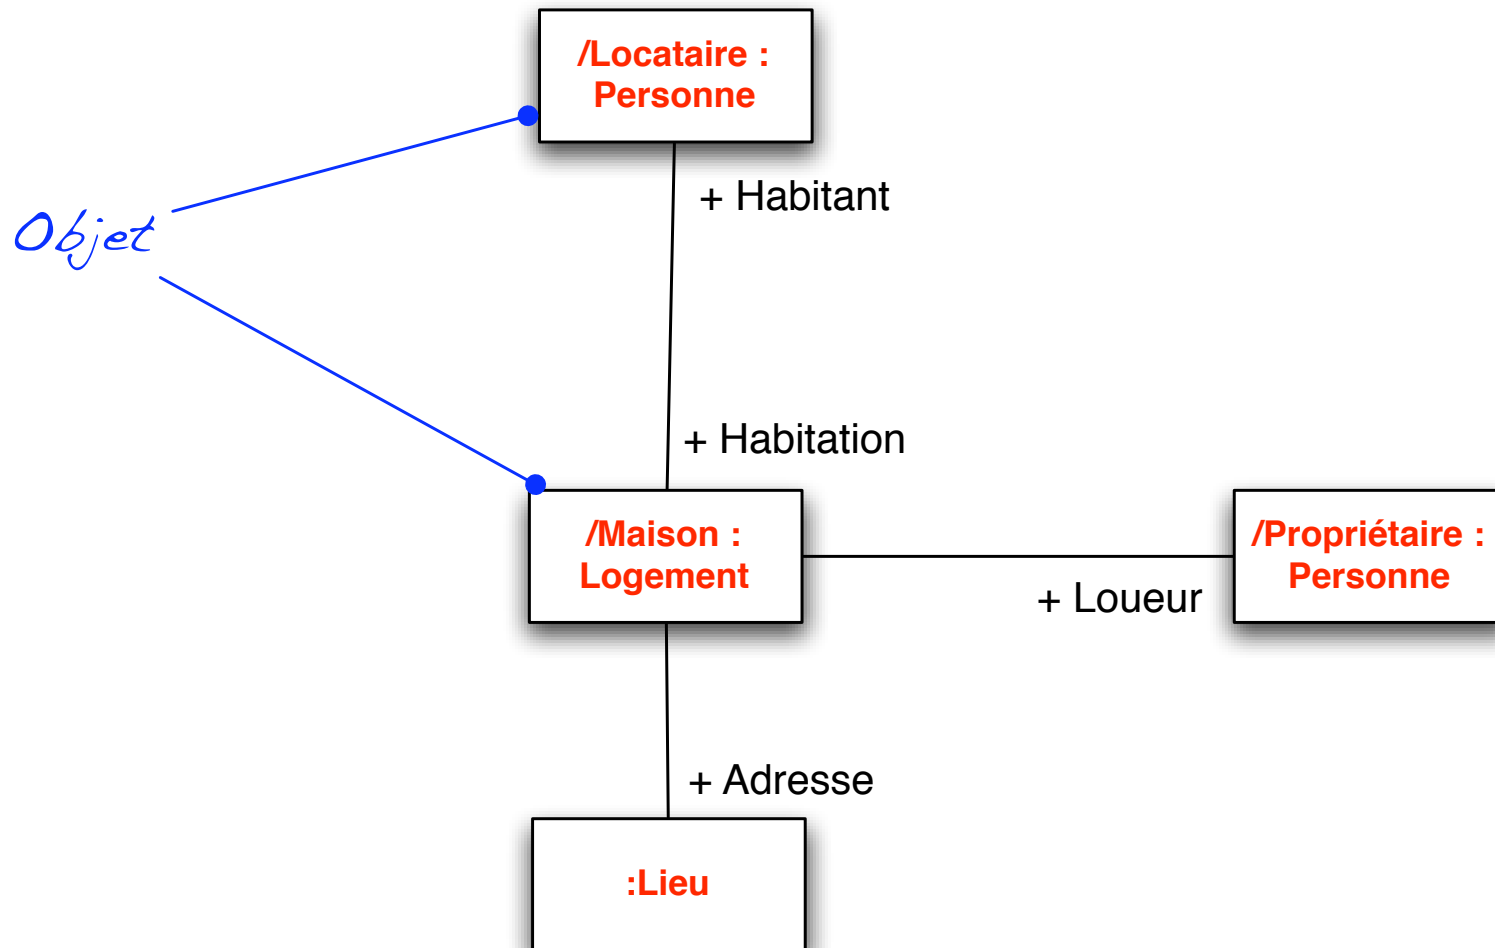 /Locataire :
Personne
+ Habitant
Objet
+ Habitation
/Maison :
Logement
/Propriétaire :
Personne
+ Loueur
+ Adresse
:Lieu